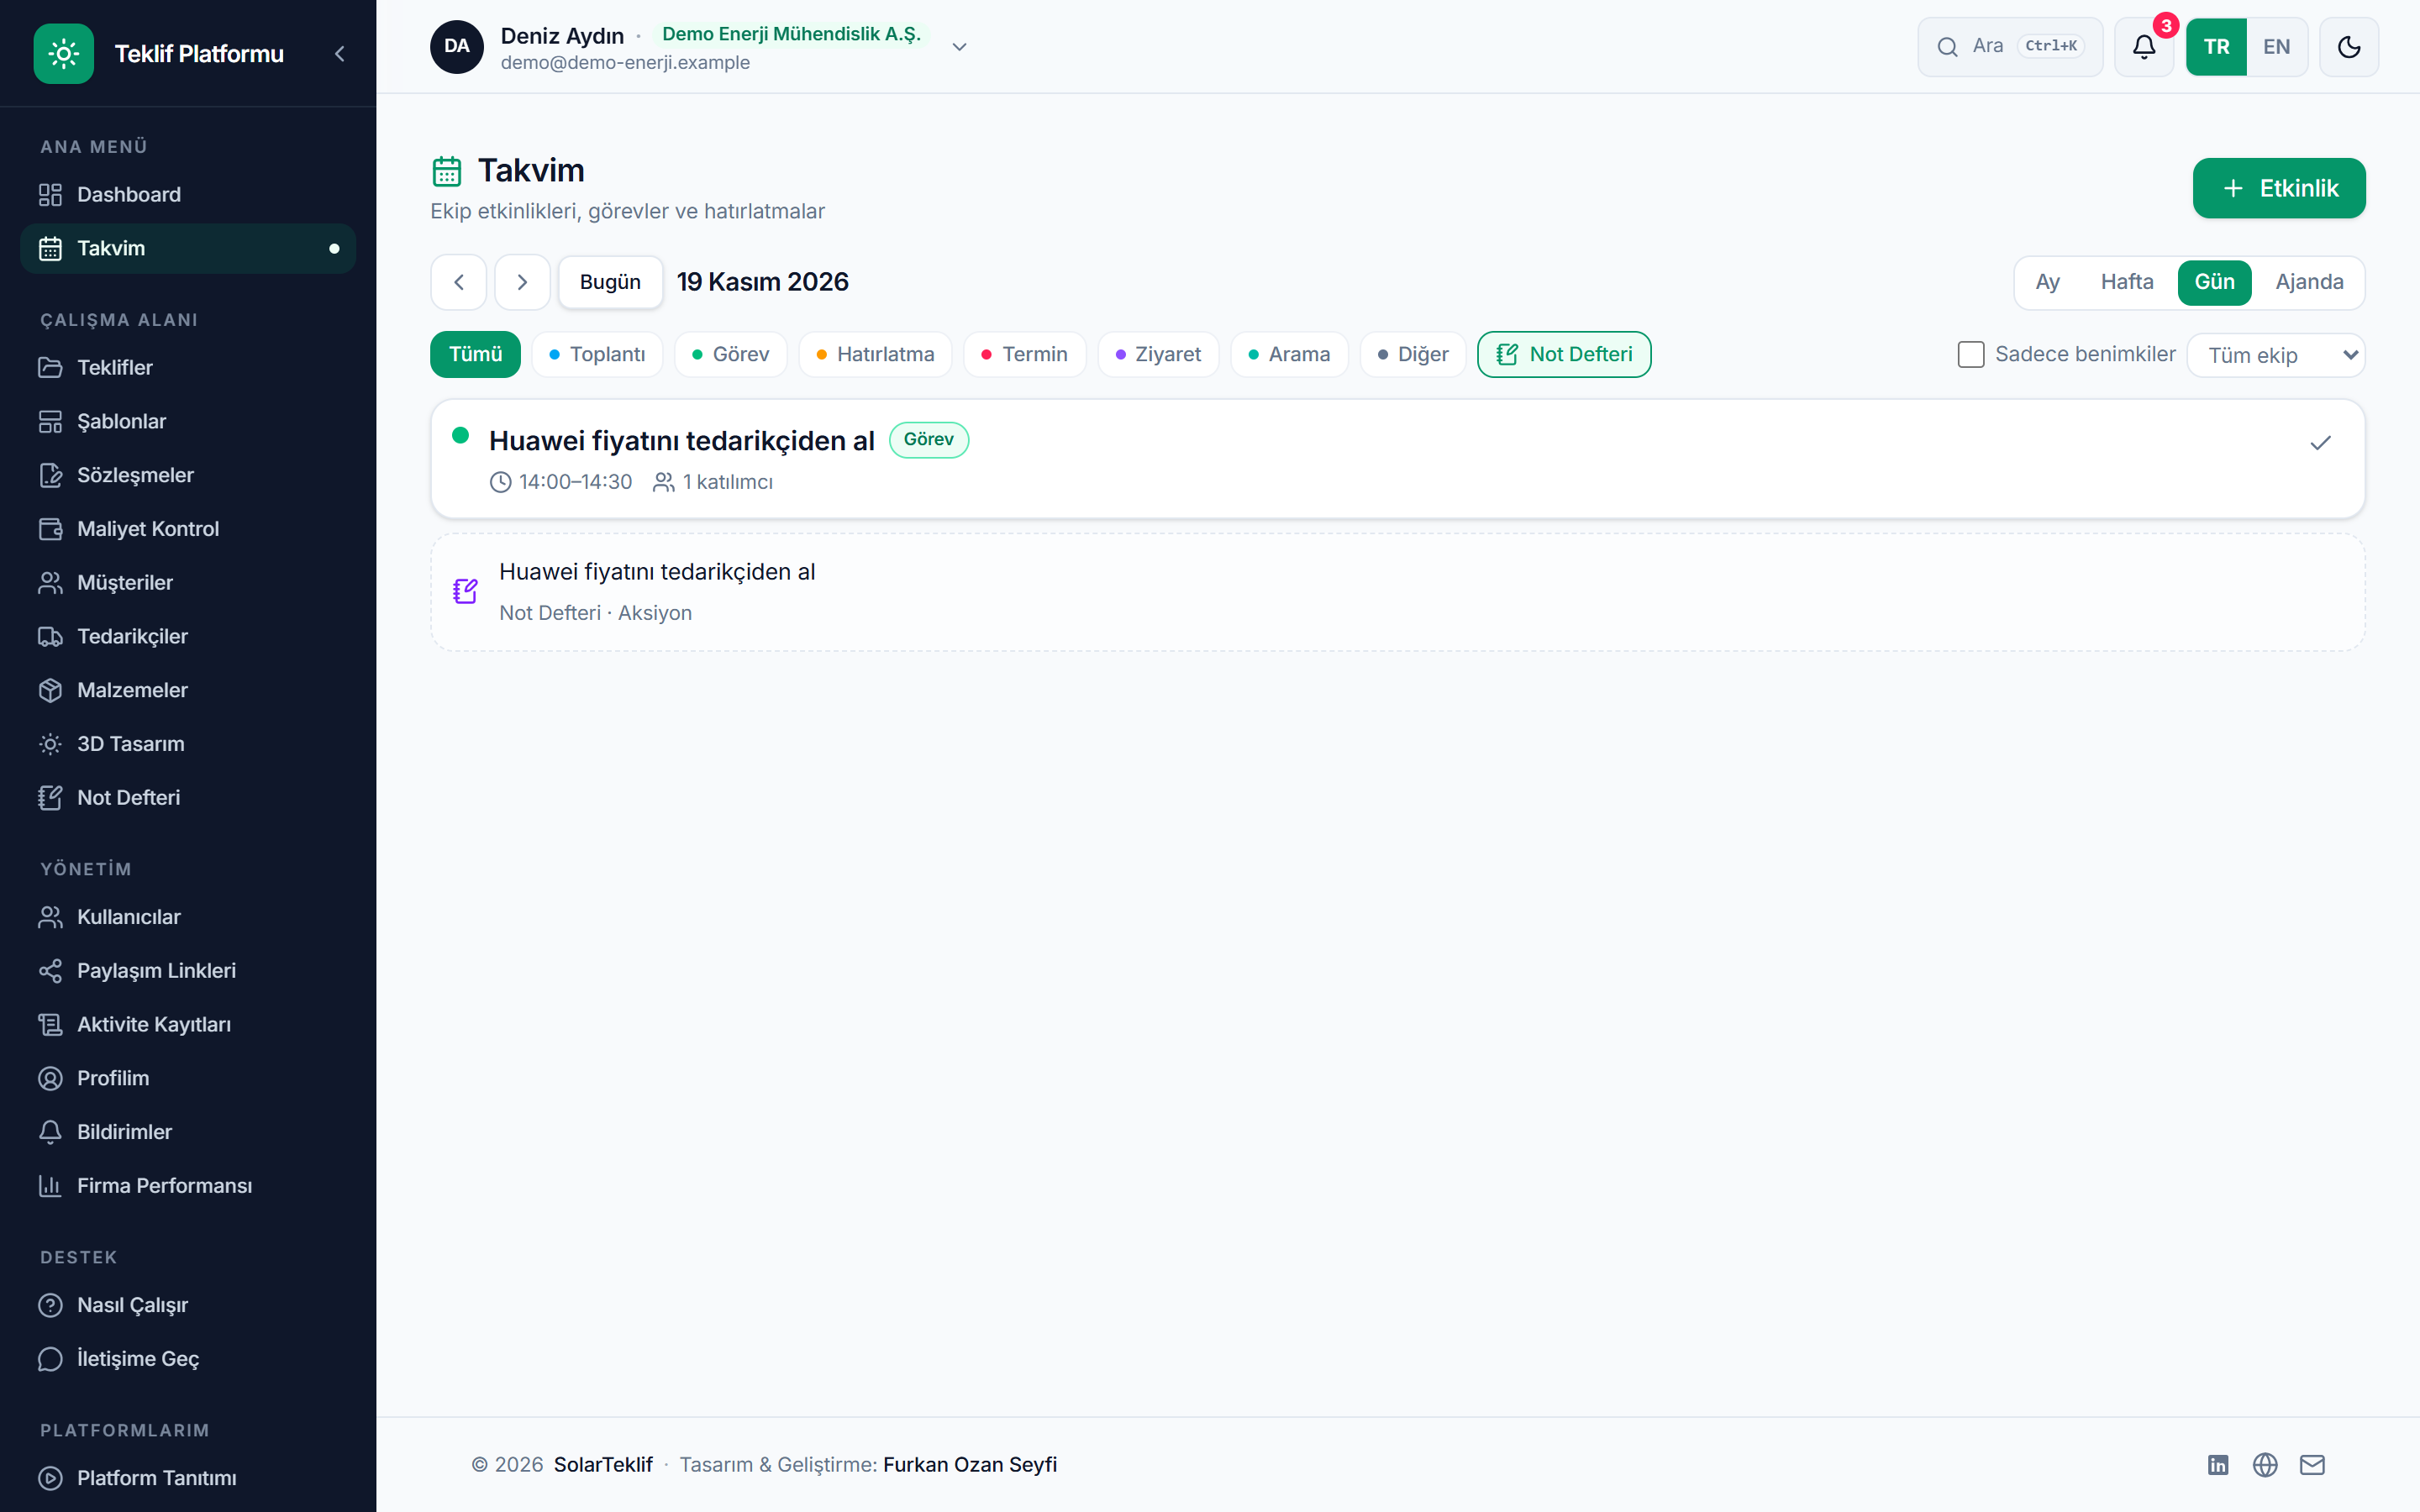 Teklif Platformu
ANA MENÜ
Dashboard
Takvim
ÇALIŞMA ALANI
Teklifler
Şablonlar
Sözleşmeler
Maliyet Kontrol
Müşteriler
Tedarikçiler
Malzemeler
3D Tasarım
Not Defteri
YÖNETİM
Kullanıcılar
Paylaşım Linkleri
Aktivite Kayıtları
Profilim
Bildirimler
Firma Performansı
DESTEK
Nasıl Çalışır
İletişime Geç
PLATFORMLARIM
Platform Tanıtımı
DA Deniz Aydın · Demo Enerji Mühendislik A.Ş.
demo@demo-enerji.example
Ara Ctrl+K 3 TR EN
Takvim
Ekip etkinlikleri, görevler ve hatırlatmalar
+ Etkinlik
Bugün 19 Kasım 2026
Ay Hafta Gün Ajanda
Tümü Toplantı Görev Hatırlatma Termin Ziyaret Arama Diğer Not Defteri
Sadece benimkiler Tüm ekip
Huawei fiyatını tedarikçiden al Görev
14:00–14:30 1 katılımcı
Huawei fiyatını tedarikçiden al
Not Defteri · Aksiyon
© 2026 SolarTeklif · Tasarım & Geliştirme: Furkan Ozan Seyfi